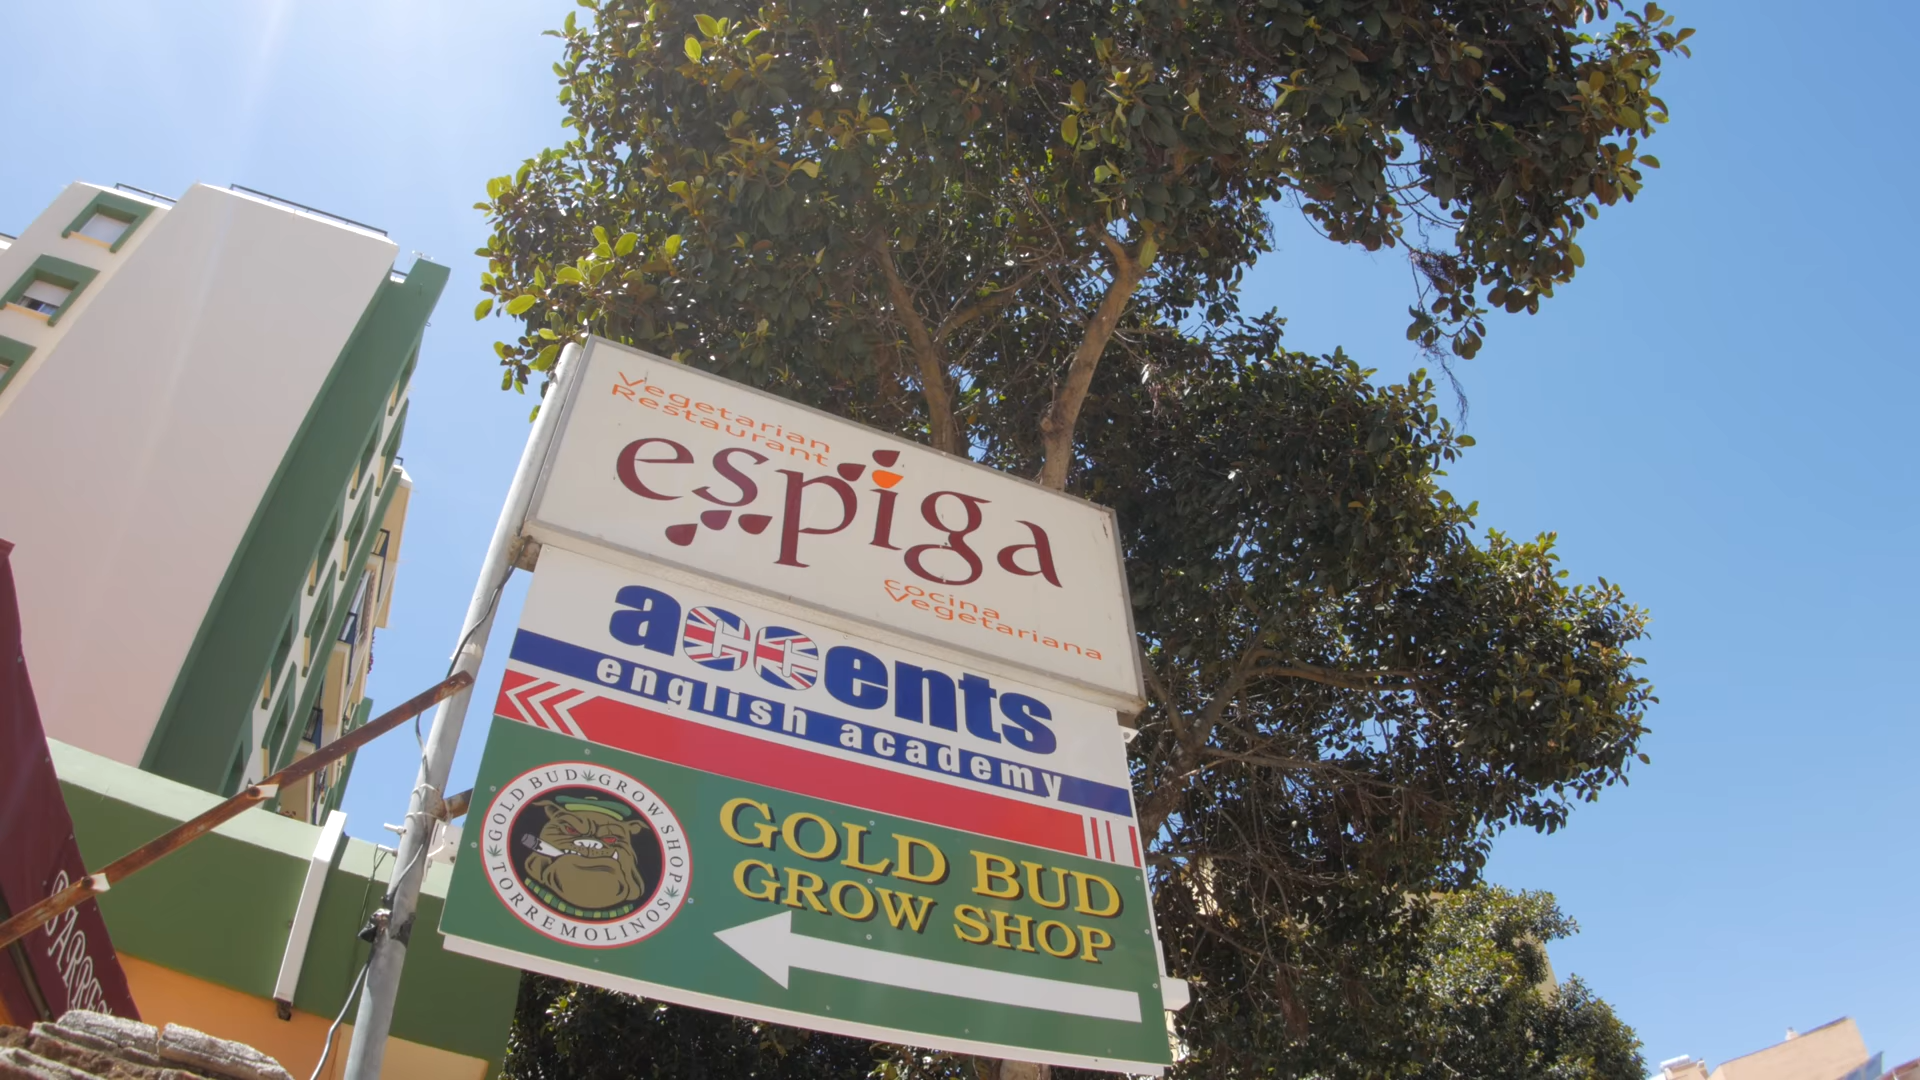 Vegetarian
Restaurant
espiga
cocina
Vegetariana
accents
english academy
GOLD BUD GROW SHOP
TORREMOLINOS
GOLD BUD
GROW SHOP